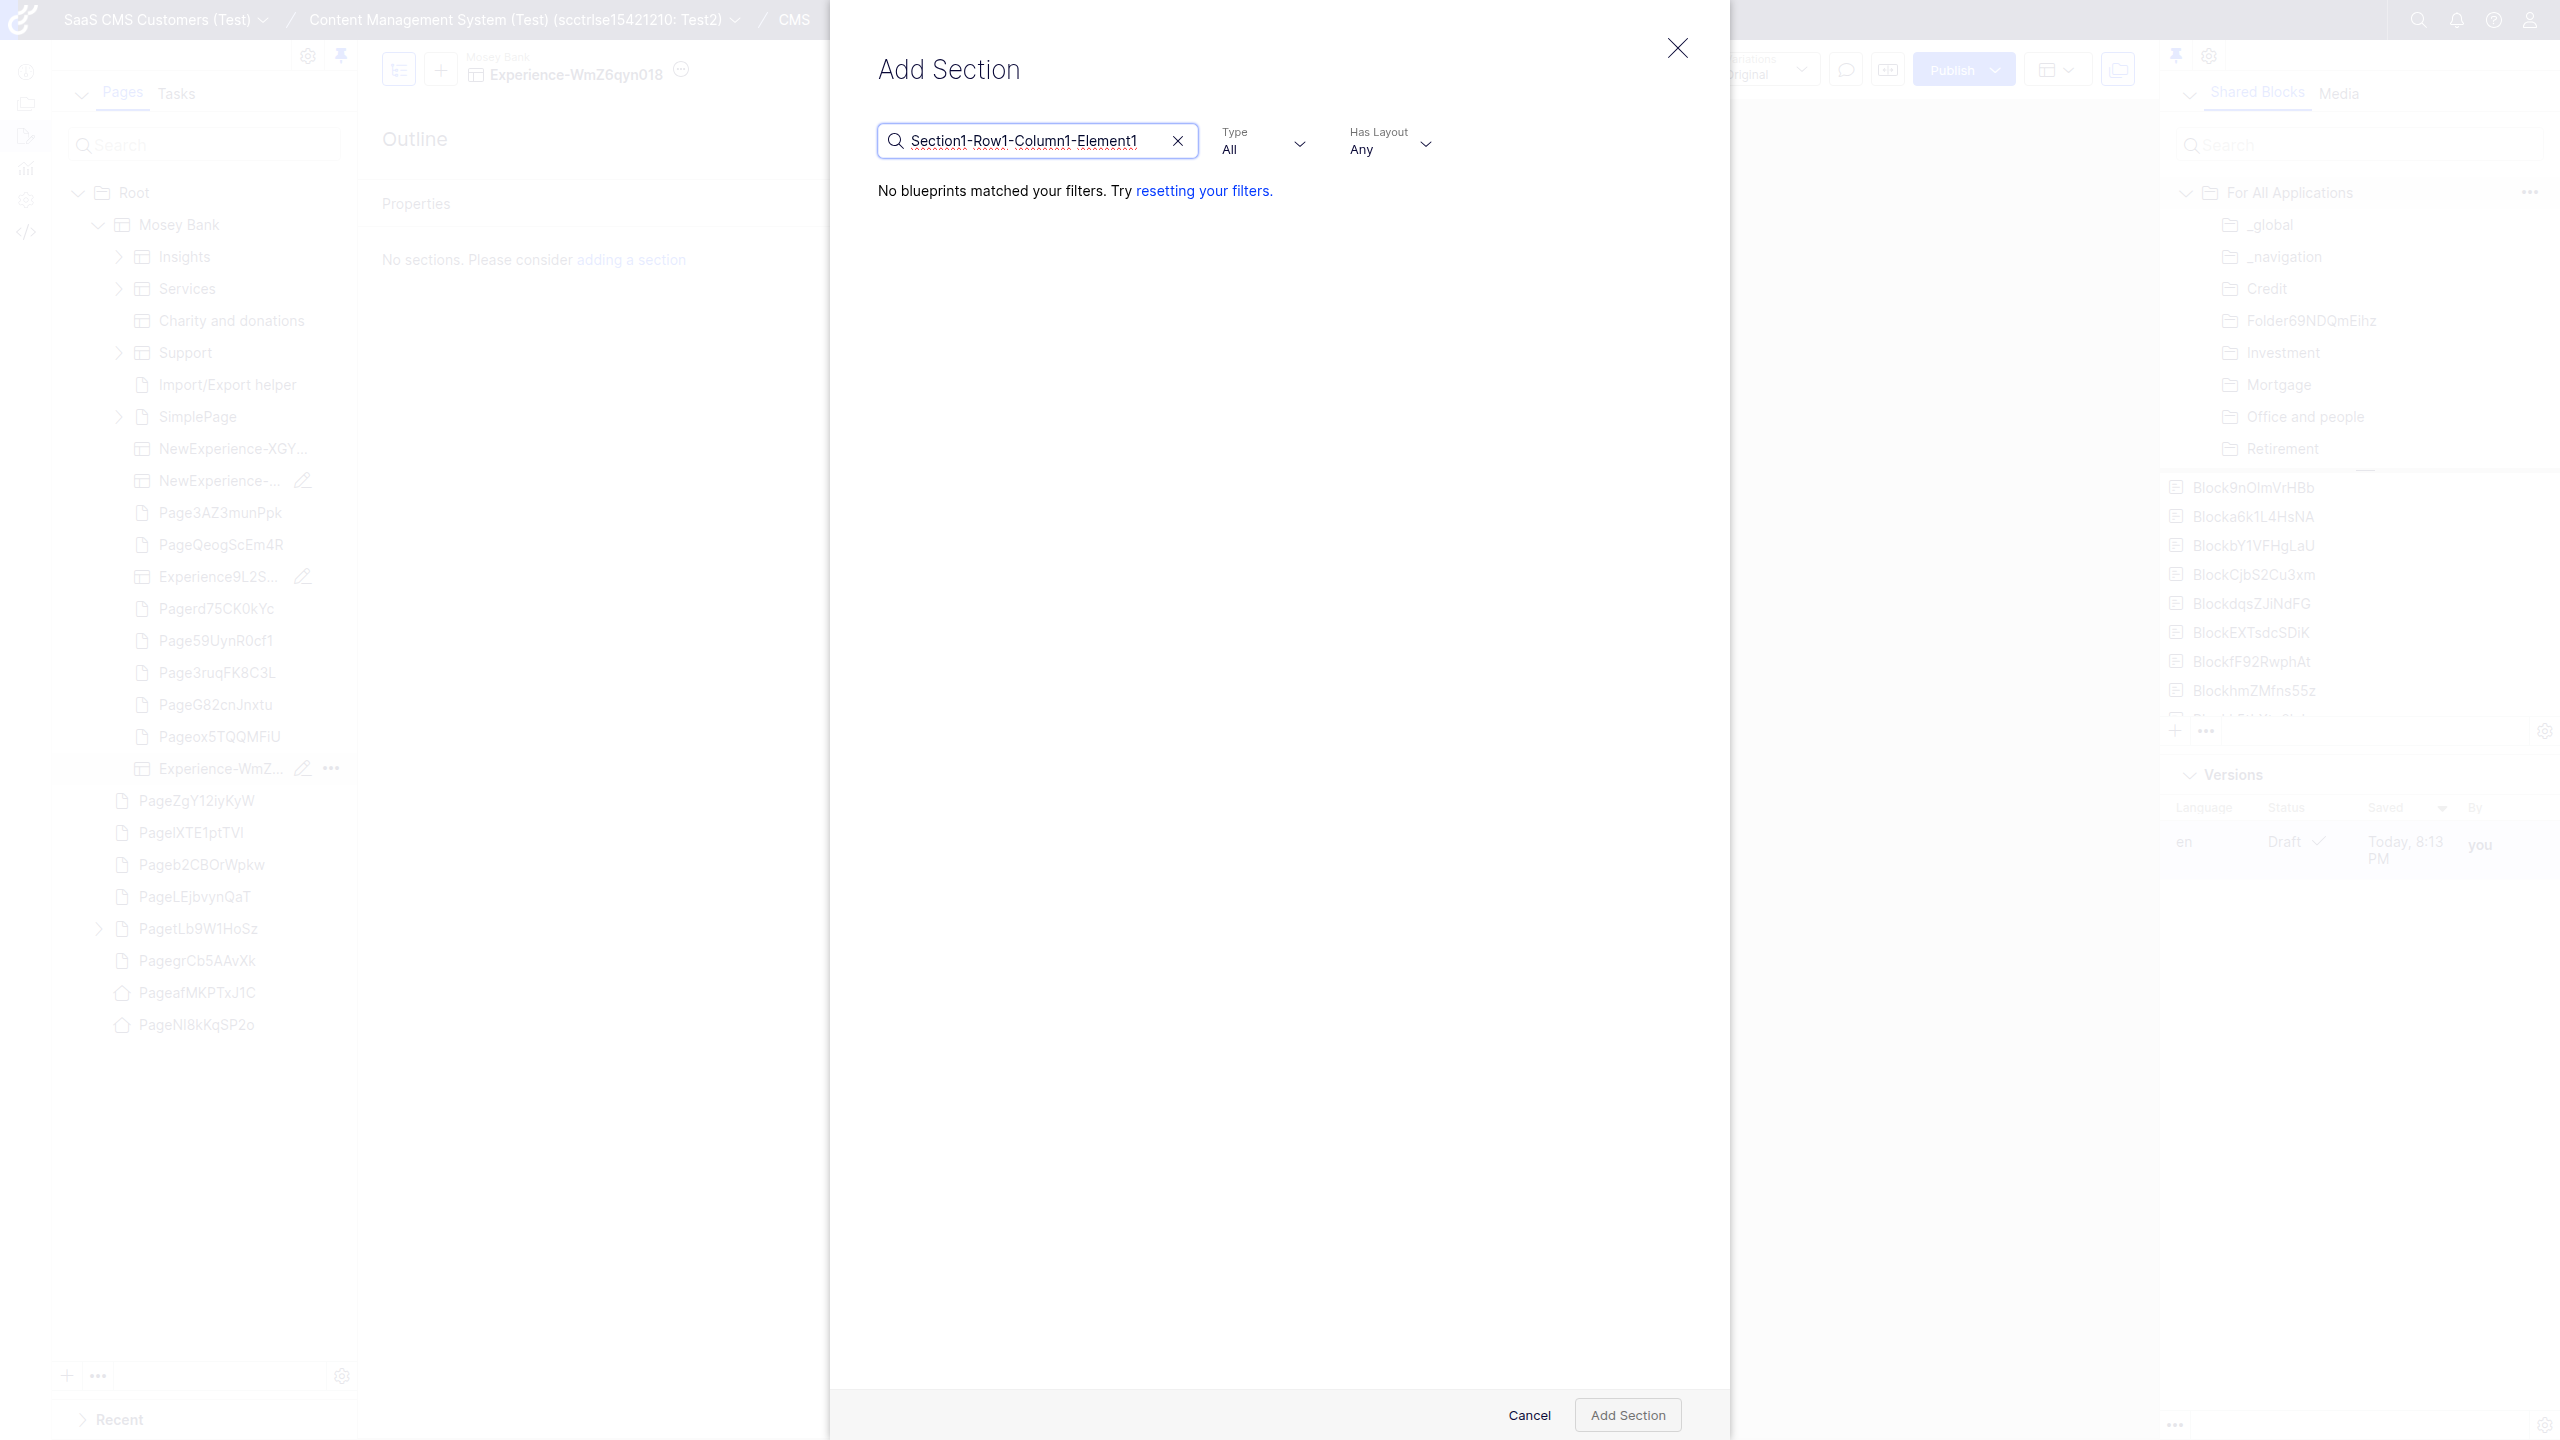 SaaS CMS Customers (Test) / Content Management System (Test) (scctrlse15421210: Test2) / CMS
Pages
Tasks
Search
Root
Mosey Bank
Insights
Services
Charity and donations
Support
Import/Export helper
SimplePage
NewExperience-XGY...
NewExperience-...
Page3AZ3munPpk
PageQeogScEm4R
Experience9L2S...
Pagerd75CK0kYc
Page59UynR0cf1
Page3ruqFK8C3L
PageG82cnJnxtu
Pageox5TQQMFiU
Experience-WmZ...
PageZgY12iyKyW
PagelXTE1ptTVl
Pageb2CBOrWpkw
PageLEjbvynQaT
PagetLb9W1HoSz
PagegrCb5AAvXk
PageafMKPTxJ1C
PageNl8kKqSP2o
Recent
Mosey Bank
Experience-WmZ6qyn018
Outline
Properties
No sections. Please consider adding a section
Add Section
Section1-Row1-Column1-Element1
Type
All
Has Layout
Any
No blueprints matched your filters. Try resetting your filters.
Cancel
Add Section
Publish
Shared Blocks
Media
Search
For All Applications
_global
_navigation
Credit
Folder69NDQmEihz
Investment
Mortgage
Office and people
Retirement
Block9nOlmVrHBb
Blocka6k1L4HsNA
BlockbY1VFHgLaU
BlockCjbS2Cu3xm
BlockdqsZJiNdFG
BlockEXTsdcSDiK
BlockfF92RwphAt
BlockhmZMfns55z
Versions
Language Status Saved By
en Draft Today, 8:13 you
PM